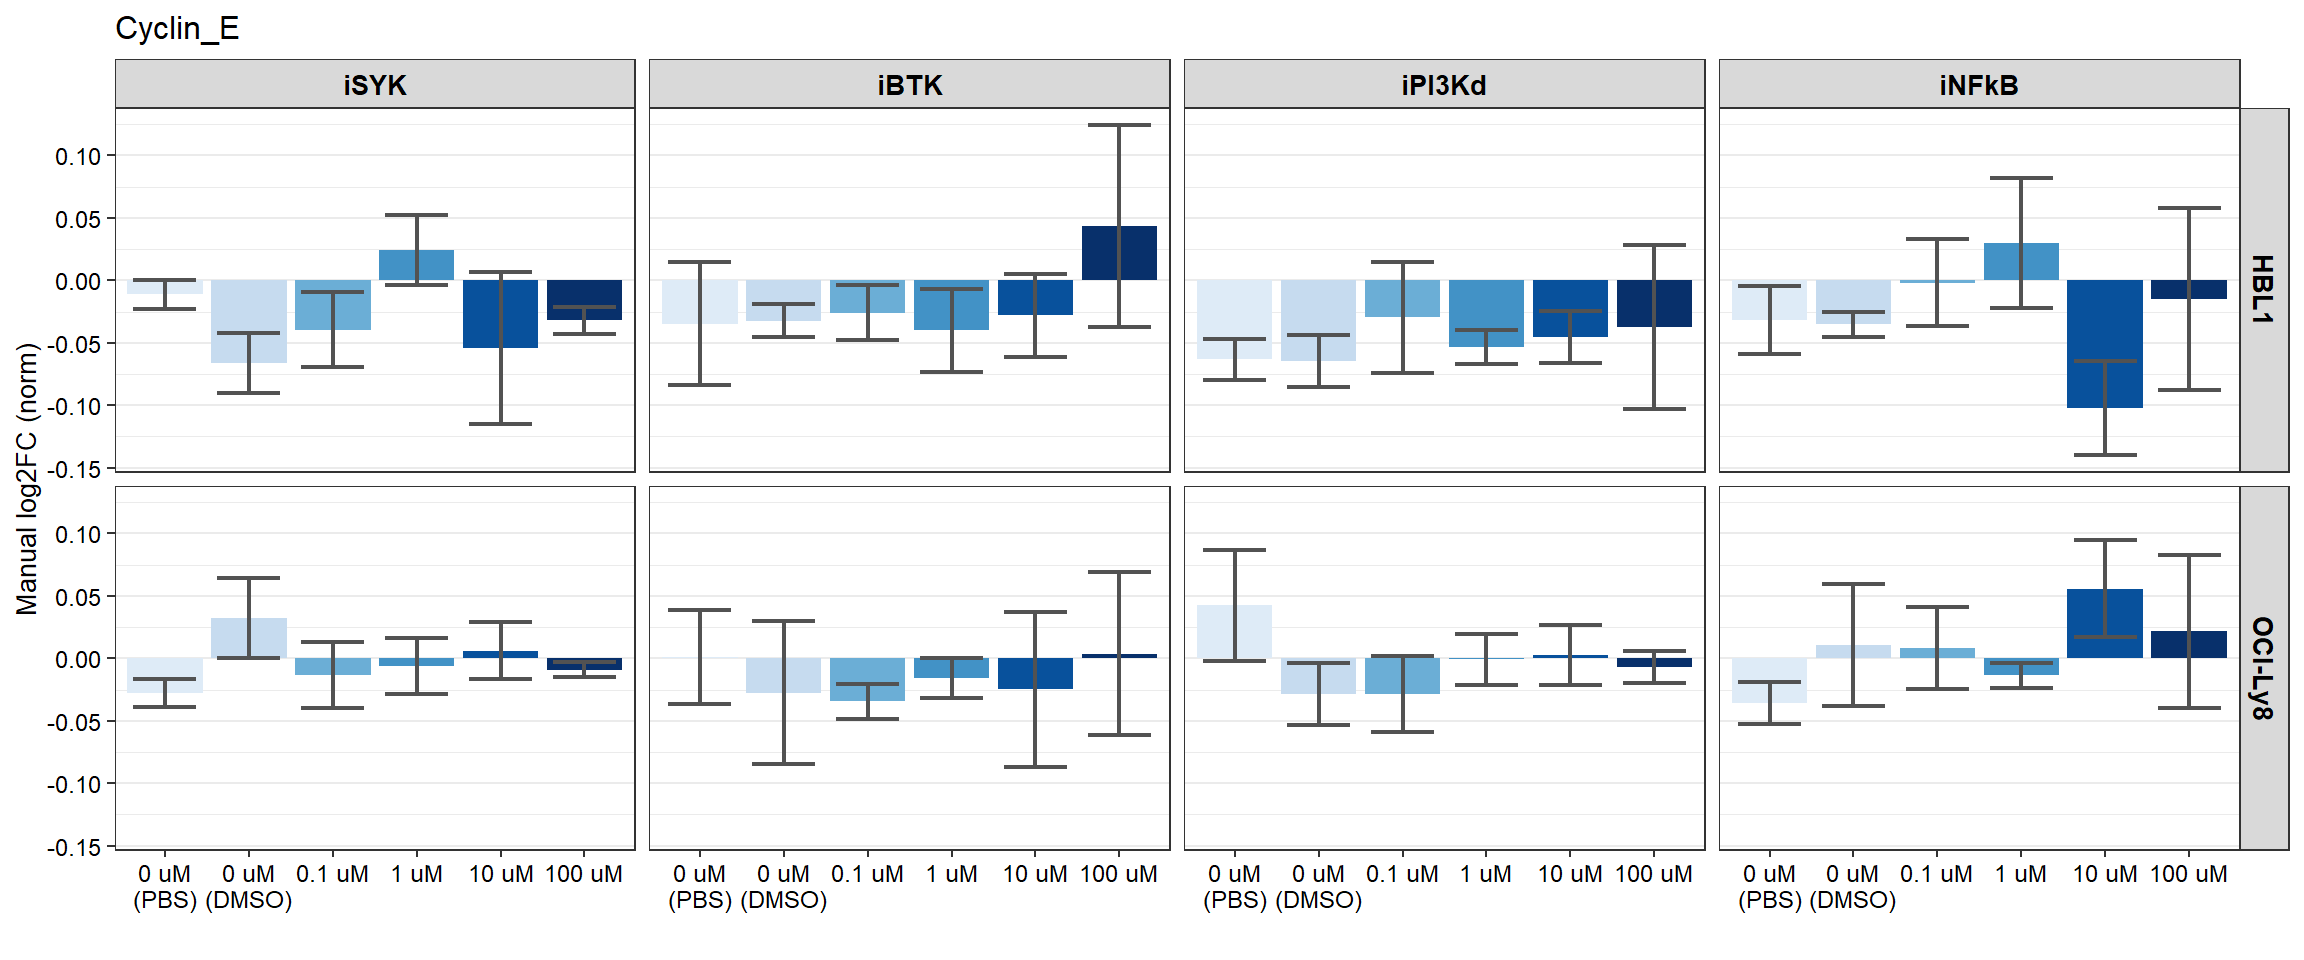 Cyclin_E
iSYK
iBTK
iPI3Kd
iNFkB
Manual log2FC (norm)
0.10
0.05
0.00
-0.05
-0.10
-0.15
HBL1
0.10
0.05
0.00
-0.05
-0.10
-0.15
OCI-Ly8
0 uM (PBS)
0 uM (DMSO)
0.1 uM
1 uM
10 uM
100 uM
0 uM (PBS)
0 uM (DMSO)
0.1 uM
1 uM
10 uM
100 uM
0 uM (PBS)
0 uM (DMSO)
0.1 uM
1 uM
10 uM
100 uM
0 uM (PBS)
0 uM (DMSO)
0.1 uM
1 uM
10 uM
100 uM